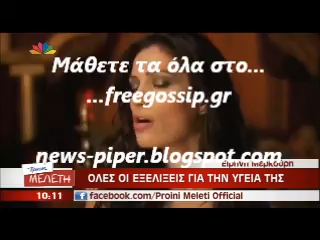 Μάθετε τα όλα στο...
...freegossip.gr
news-piper.blogspot.com
Ειρήνη Μερκούρη
Πρωινή
ΜΕΛΕΤΗ
ΟΛΕΣ ΟΙ ΕΞΕΛΙΞΕΙΣ ΓΙΑ ΤΗΝ ΥΓΕΙΑ ΤΗΣ
10:11
facebook.com/Proini Meleti Official